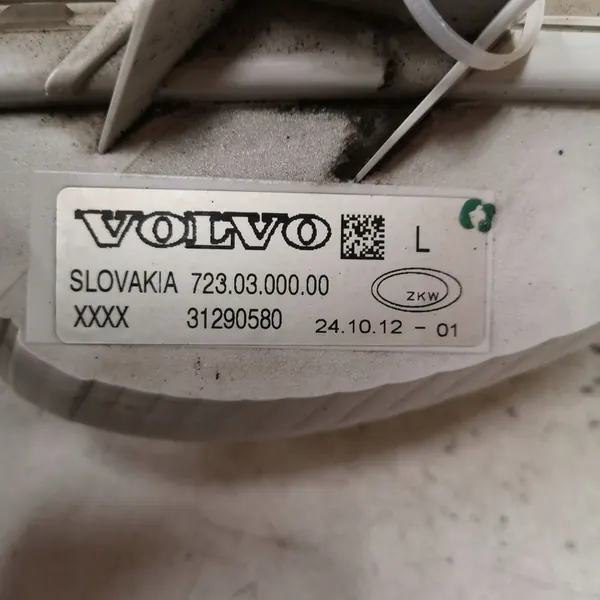 VOLVO L
SLOVAKIA 723.03.000.00 ZKW
XXXX 31290580 24.10.12 - 01